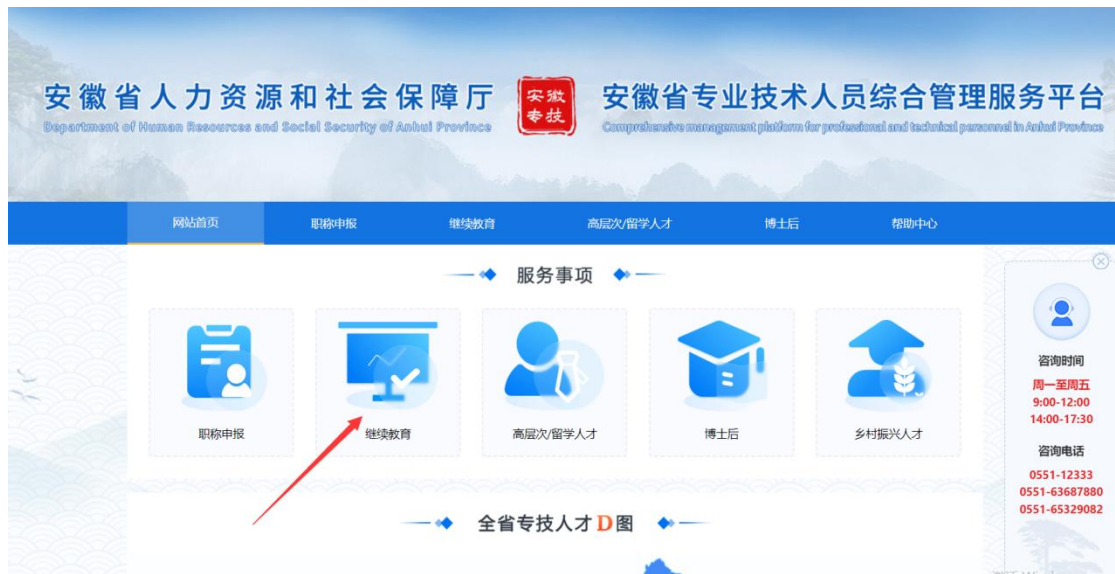 安徽省人力资源和社会保障厅
Department of Human Resources and Social Security of Anhui Province
安徽
专技
安徽省专业技术人员综合管理服务平台
Comprehensive management platform for professional and technical personnel in Anhui Province
网站首页 职称申报 继续教育 高层次/留学人才 博士后 帮助中心
服务事项
职称申报 继续教育 高层次/留学人才 博士后 乡村振兴人才
咨询时间
周一至周五
9:00-12:00
14:00-17:30
咨询电话
0551-12333
0551-63687880
0551-65329082
全省专技人才D图